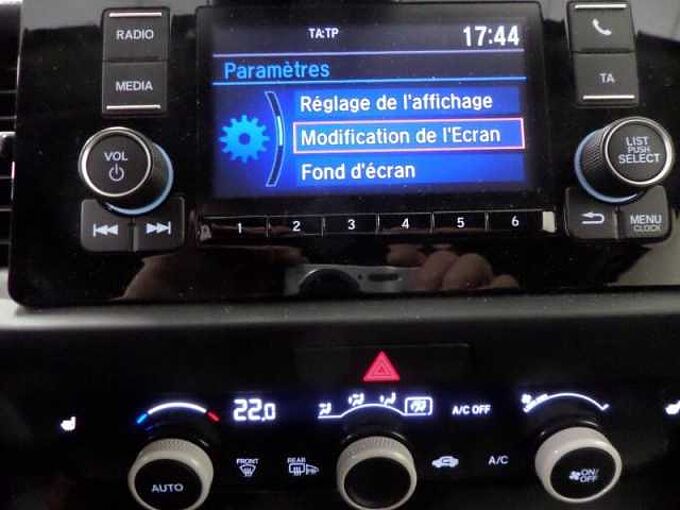 RADIO
TA:TP
17:44
Paramètres
Réglage de l'affichage
Modification de l'Ecran
Fond d'écran
MEDIA
TA
VOL
LIST
PUSH
SELECT
MENU
CLOCK
1 2 3 4 5 6
22.0
A/C OFF
FRONT
REAR
A/C
AUTO
ON/
OFF